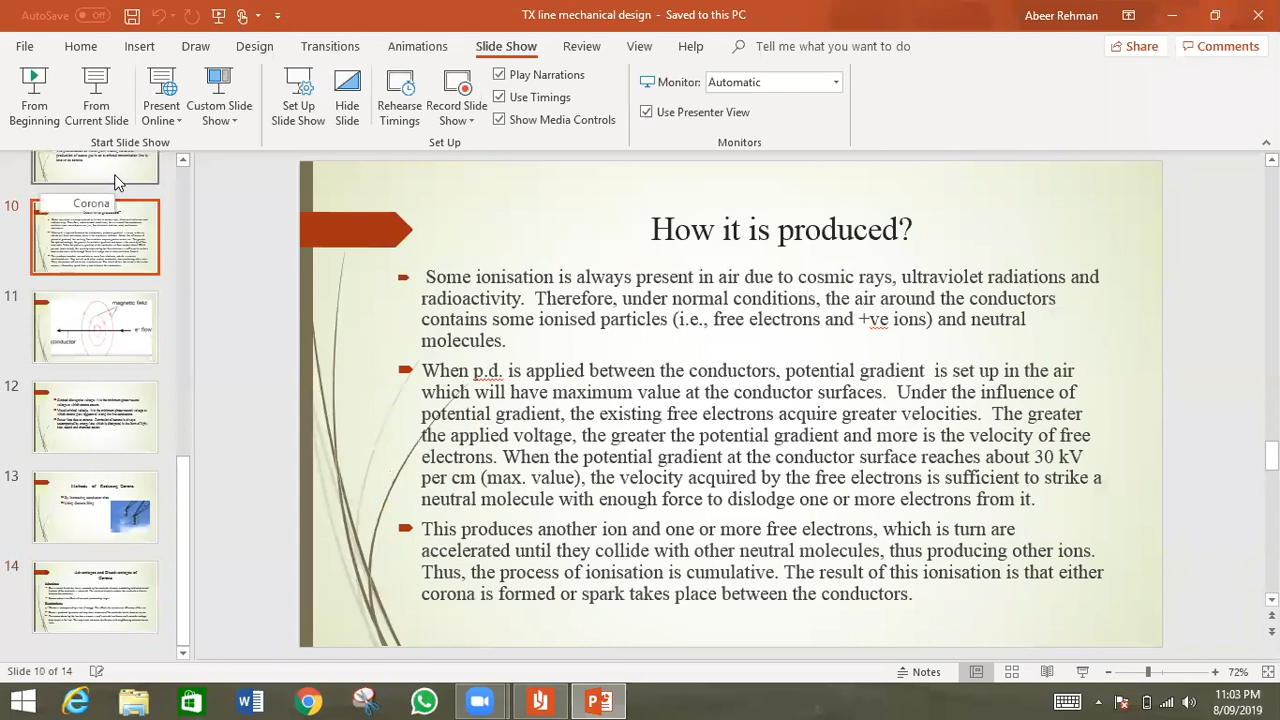 AutoSave Off
TX line mechanical design - Saved to this PC
Abeer Rehman
File Home Insert Draw Design Transitions Animations Slide Show Review View Help Tell me what you want to do Share Comments
From Beginning
From Current Slide
Present Online
Custom Slide Show
Set Up Slide Show
Hide Slide
Rehearse Timings
Record Slide Show
Play Narrations
Use Timings
Show Media Controls
Monitor: Automatic
Use Presenter View
Start Slide Show
Set Up
Monitors
Corona
10
11
magnetic field
e- flow
conductor
12
13
Methods of Reducing Corona
14
Advantages and Disadvantages of Corona
How it is produced?
Some ionisation is always present in air due to cosmic rays, ultraviolet radiations and
radioactivity. Therefore, under normal conditions, the air around the conductors
contains some ionised particles (i.e., free electrons and +ve ions) and neutral
molecules.
When p.d. is applied between the conductors, potential gradient is set up in the air
which will have maximum value at the conductor surfaces. Under the influence of
potential gradient, the existing free electrons acquire greater velocities. The greater
the applied voltage, the greater the potential gradient and more is the velocity of free
electrons. When the potential gradient at the conductor surface reaches about 30 kV
per cm (max. value), the velocity acquired by the free electrons is sufficient to strike a
neutral molecule with enough force to dislodge one or more electrons from it.
This produces another ion and one or more free electrons, which is turn are
accelerated until they collide with other neutral molecules, thus producing other ions.
Thus, the process of ionisation is cumulative. The result of this ionisation is that either
corona is formed or spark takes place between the conductors.
Slide 10 of 14
Notes
72%
11:03 PM
8/09/2019